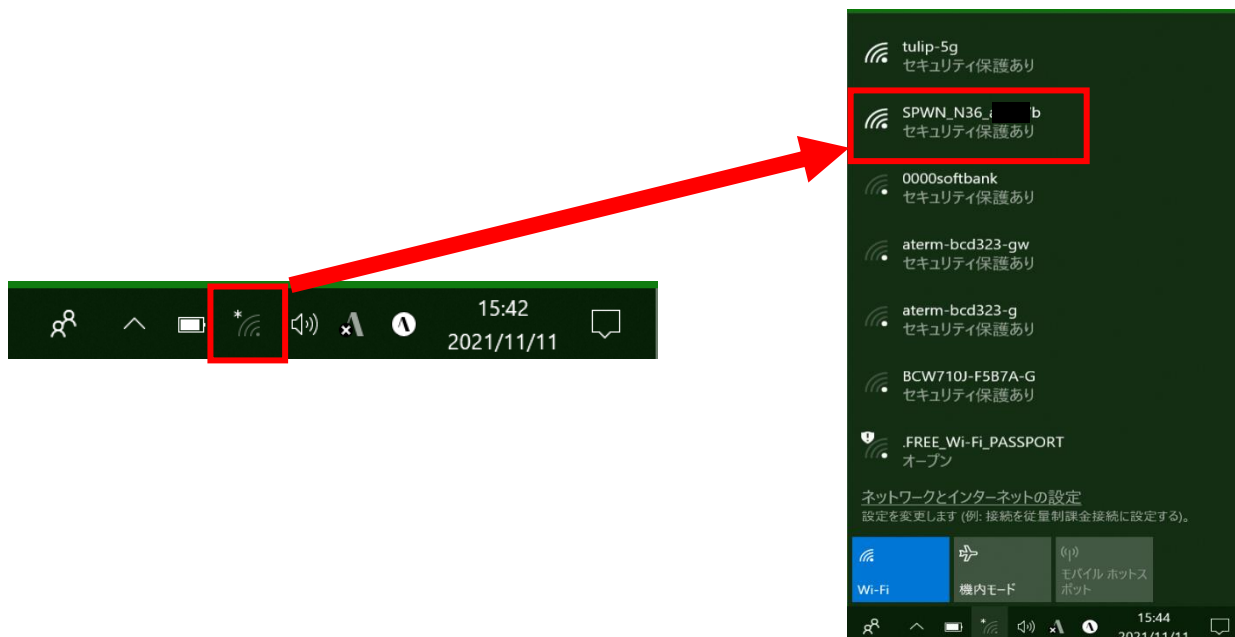 15:42
2021/11/11
tulip-5g
セキュリティ保護あり
SPWN_N36_a b
セキュリティ保護あり
0000softbank
セキュリティ保護あり
aterm-bcd323-gw
セキュリティ保護あり
aterm-bcd323-g
セキュリティ保護あり
BCW710J-F5B7A-G
セキュリティ保護あり
.FREE_Wi-Fi_PASSPORT
オープン
ネットワークとインターネットの設定
設定を変更します (例: 接続を従量制課金接続に設定する)。
Wi-Fi
機内モード
モバイル ホットス
ポット
15:44
2021/11/11